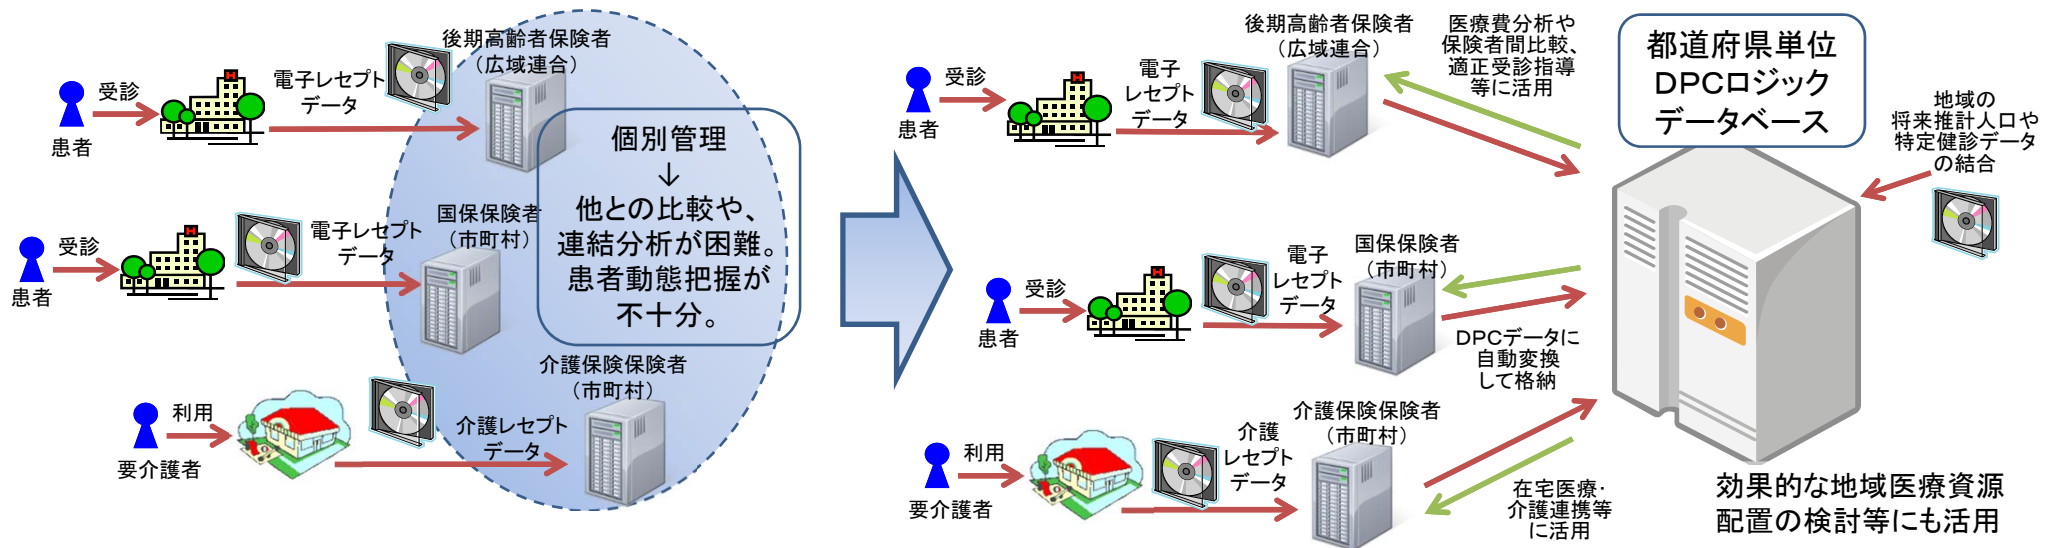 後期高齢者保険者
（広域連合）
電子レセプト
データ
受診
患者
個別管理
↓
他との比較や、
連結分析が困難。
患者動態把握が
不十分。
国保保険者
（市町村）
電子レセプト
データ
受診
患者
介護保険保険者
（市町村）
介護レセプト
データ
利用
要介護者
後期高齢者保険者
（広域連合）
電子
レセプト
データ
受診
患者
医療費分析や
保険者間比較、
適正受診指導
等に活用
都道府県単位
DPCロジック
データベース
地域の
将来推計人口や
特定健診データ
の結合
国保保険者
（市町村）
電子
レセプト
データ
受診
患者
DPCデータに
自動変換
して格納
介護保険保険者
（市町村）
介護
レセプト
データ
利用
要介護者
在宅医療・
介護連携等
に活用
効果的な地域医療資源
配置の検討等にも活用